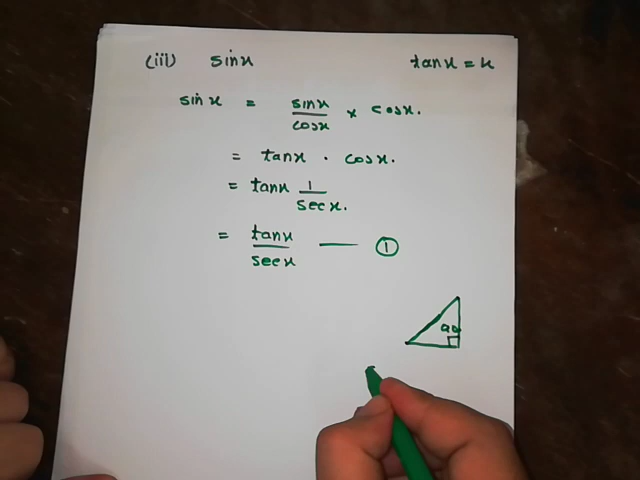 (iii) sinx tanx = k
sinx = sinx/cosx × cosx.
= tanx . cosx.
= tanx 1/secx.
= tanx/secx — ①
90